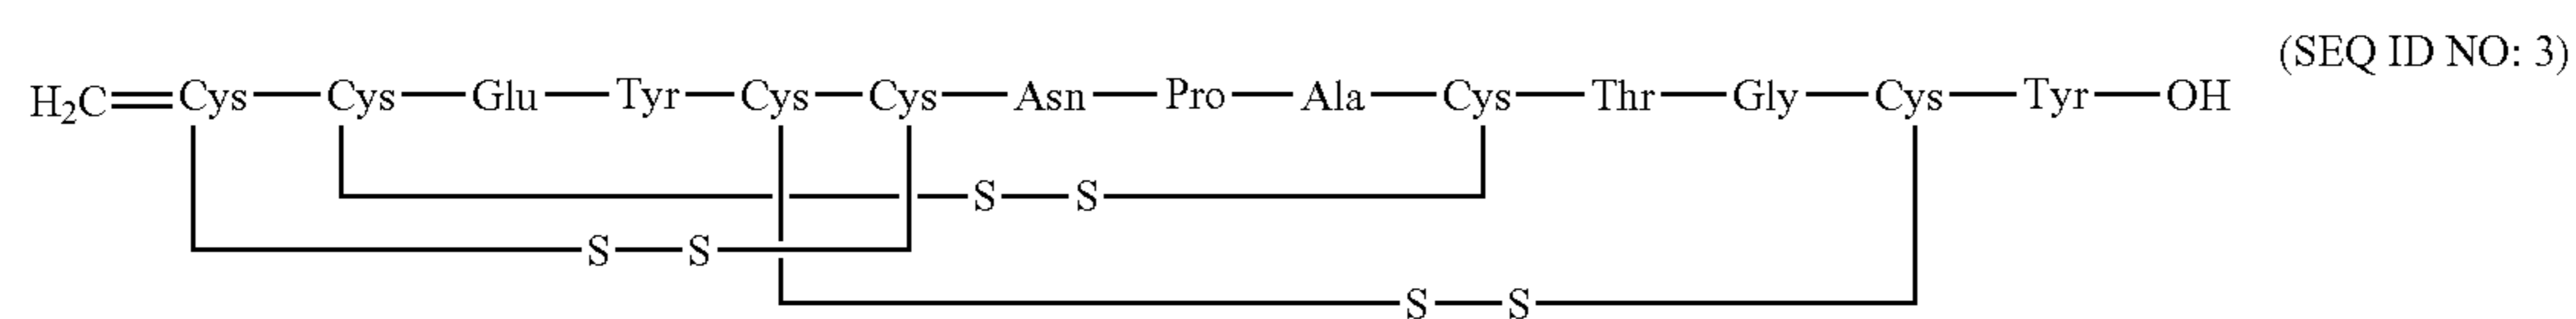 (SEQ ID NO: 3)
H₂C═Cys—Cys—Glu—Tyr—Cys—Cys—Asn—Pro—Ala—Cys—Thr—Gly—Cys—Tyr—OH
S—S
S—S
S—S